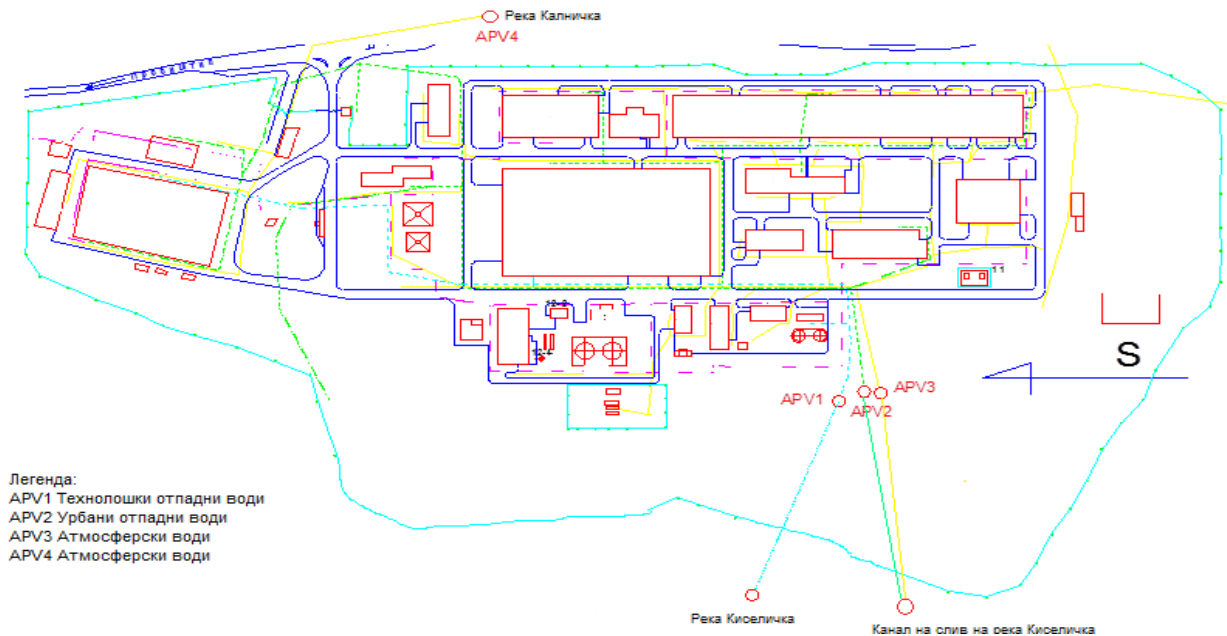 Река Калничка
APV4
11
S
APV1
APV2
APV3
Легенда:
APV1 Технолошки отпадни води
APV2 Урбани отпадни води
APV3 Атмосферски води
APV4 Атмосферски води
Река Киселичка
Канал на слив на река Киселичка